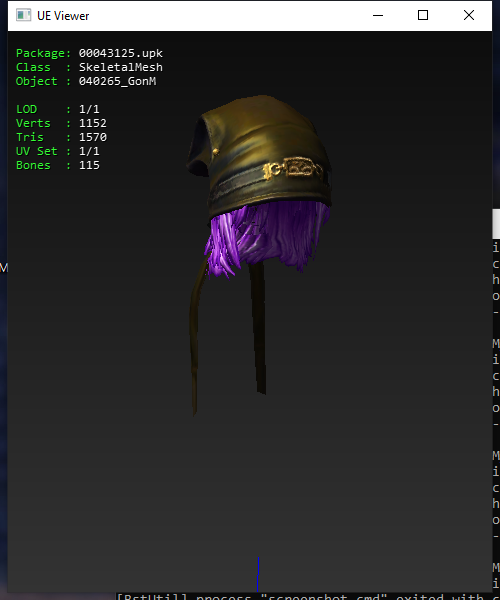 UE Viewer
Package: 00043125.upk
Class : SkeletalMesh
Object : 040265_GonM
LOD : 1/1
Verts : 1152
Tris : 1570
UV Set : 1/1
Bones : 115
M
i
c
h
o
-
M
i
c
h
o
-
M
i
c
h
o
-
M
i
[BstUtil] process "screenshot.cmd" exited with c